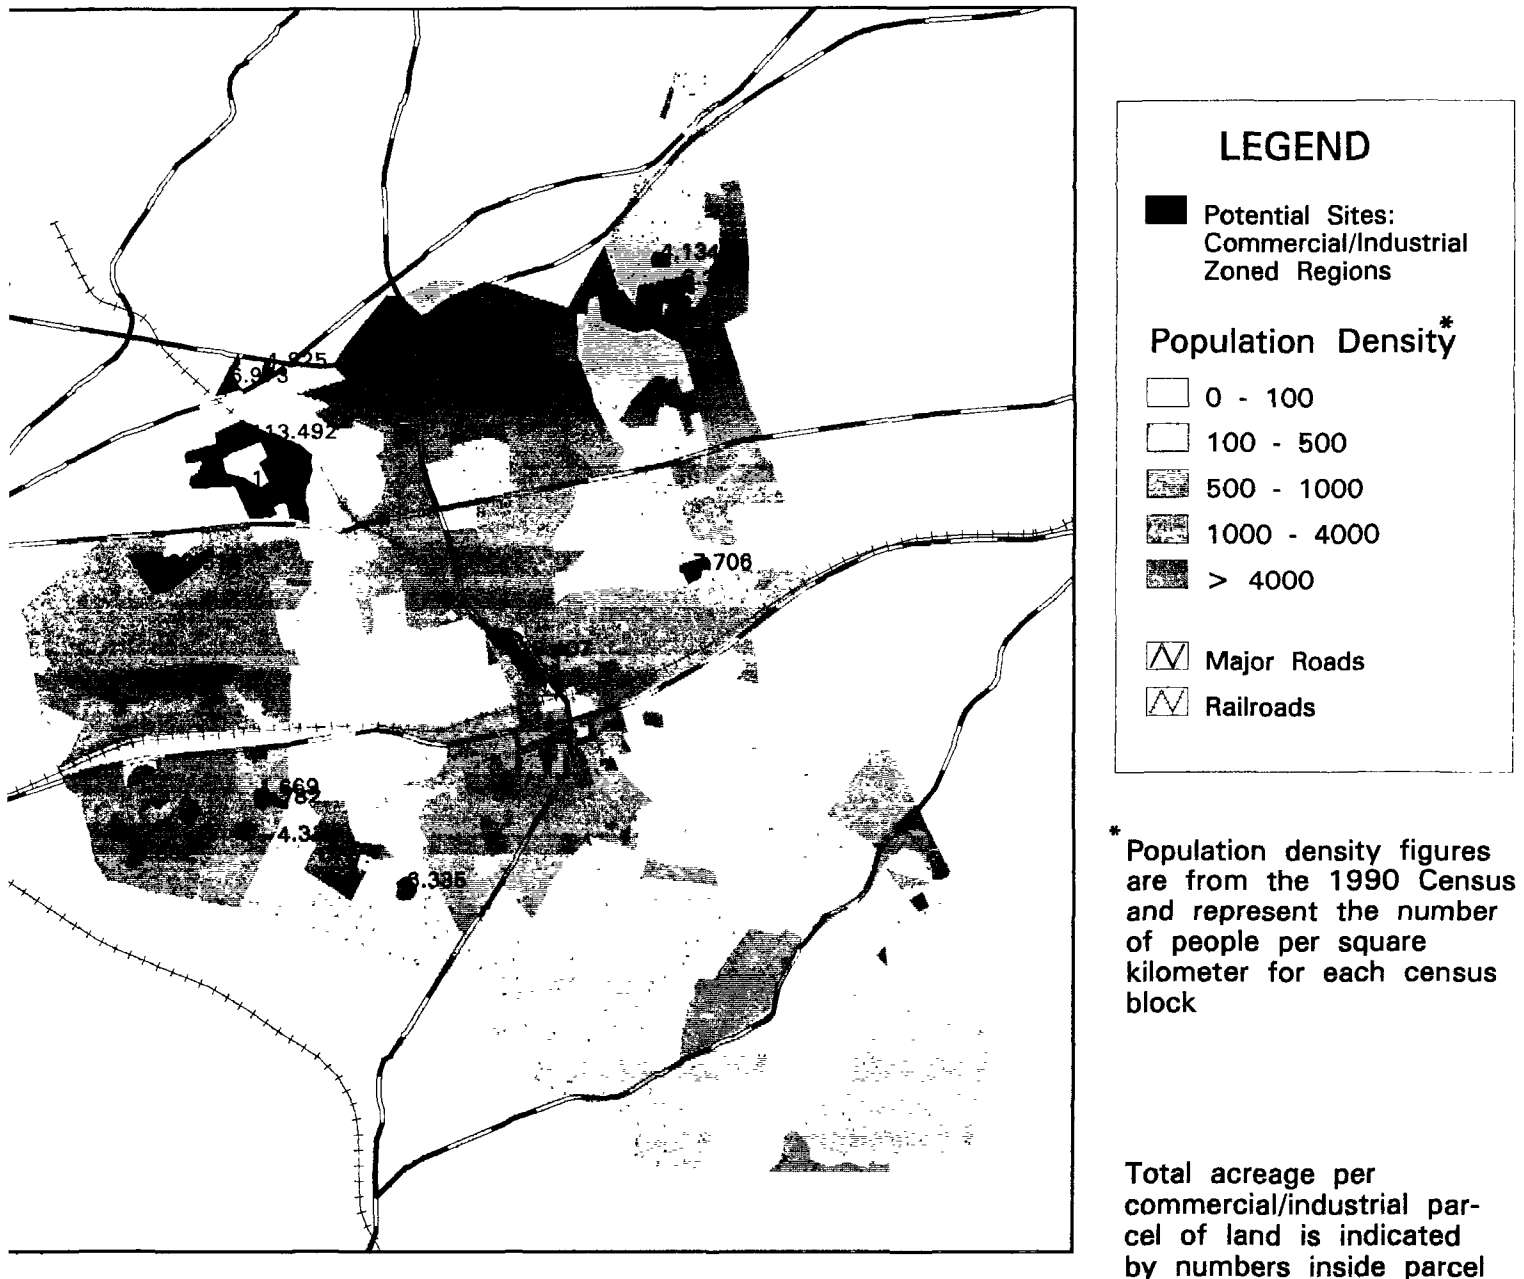 LEGEND
Potential Sites:
Commercial/Industrial
Zoned Regions
Population Density*
0 - 100
100 - 500
500 - 1000
1000 - 4000
> 4000
Major Roads
Railroads
* Population density figures
are from the 1990 Census
and represent the number
of people per square
kilometer for each census
block
Total acreage per
commercial/industrial par-
cel of land is indicated
by numbers inside parcel
13.492
1
7.706